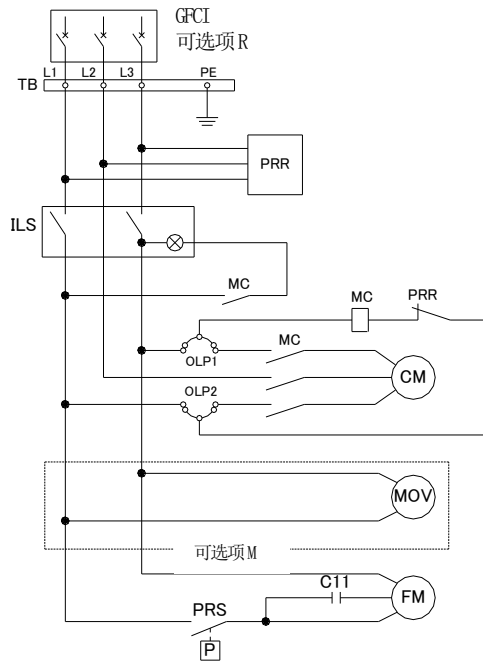 GFCI
可选项R
L1 L2 L3 PE
TB
PRR
ILS
MC
MC PRR
MC
OLP1
CM
OLP2
MOV
可选项M
C11
FM
PRS
P